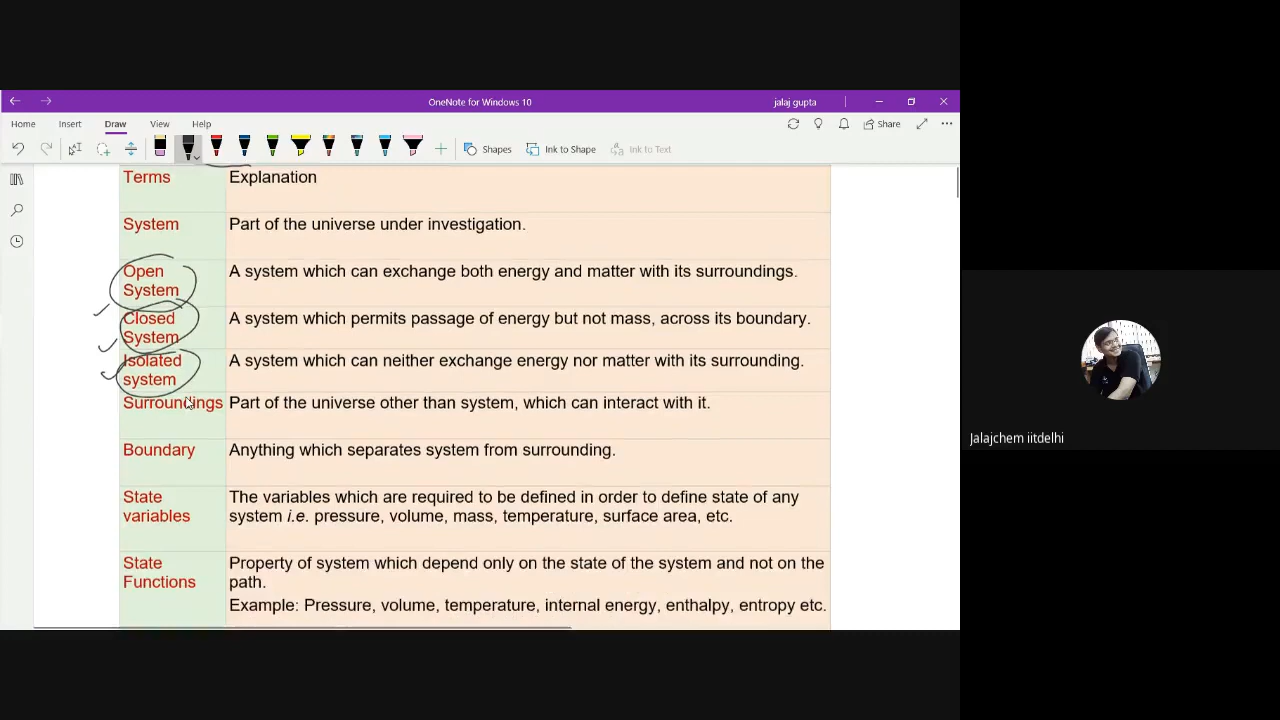 OneNote for Windows 10
jalaj gupta
Home Insert Draw View Help
Share
Shapes Ink to Shape Ink to Text
Terms Explanation
System Part of the universe under investigation.
Open A system which can exchange both energy and matter with its surroundings.
System
Closed A system which permits passage of energy but not mass, across its boundary.
System
Isolated A system which can neither exchange energy nor matter with its surrounding.
system
Surroundings Part of the universe other than system, which can interact with it.
Boundary Anything which separates system from surrounding.
State The variables which are required to be defined in order to define state of any
variables system i.e. pressure, volume, mass, temperature, surface area, etc.
State Property of system which depend only on the state of the system and not on the
Functions path.
Example: Pressure, volume, temperature, internal energy, enthalpy, entropy etc.
Jalajchem iitdelhi